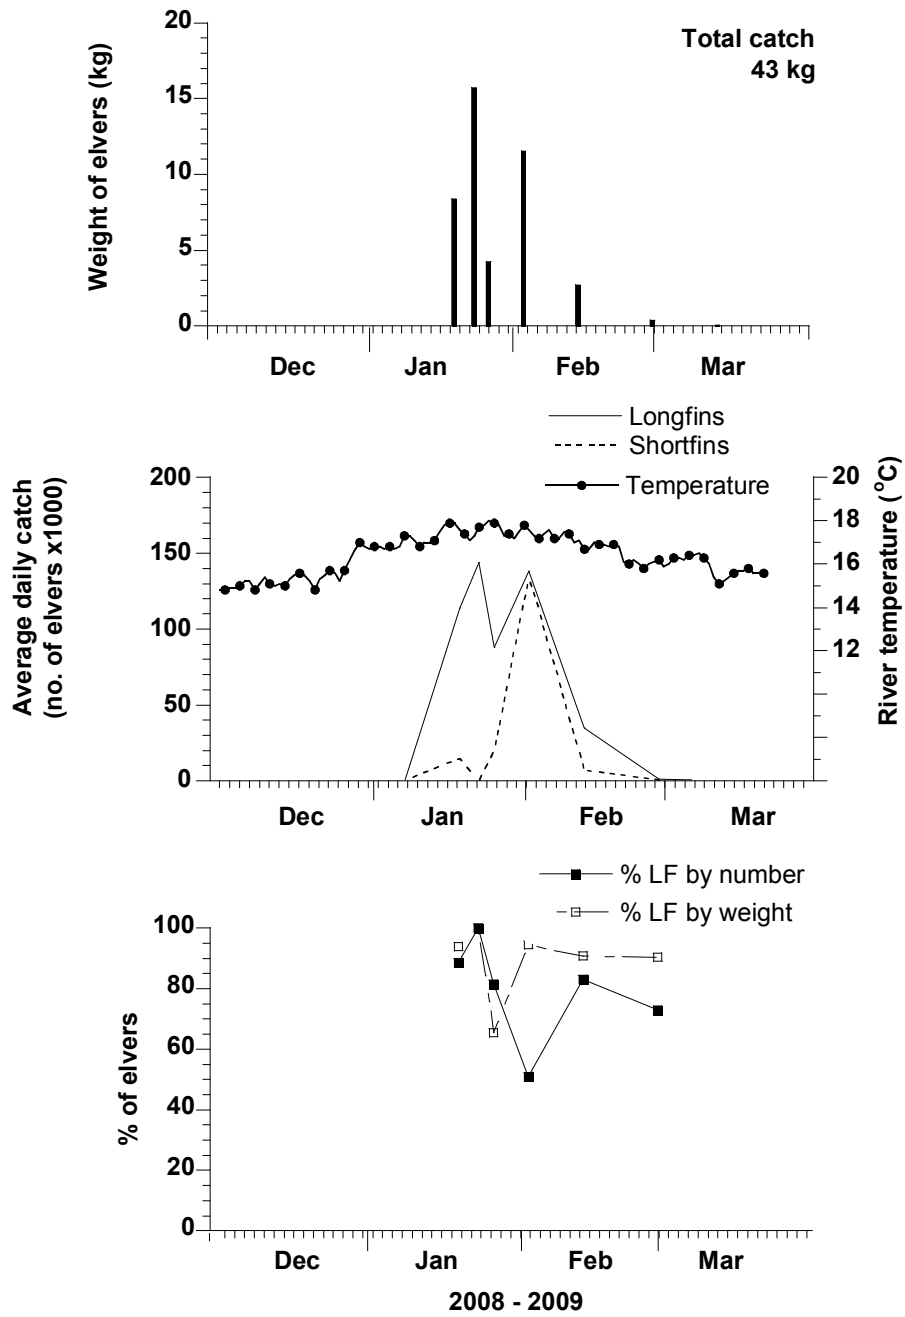 Total catch
43 kg
Weight of elvers (kg)
20
15
10
5
0
Dec Jan Feb Mar
Longfins
Shortfins
Temperature
Average daily catch
(no. of elvers x1000)
200
150
100
50
0
20
18
16
14
12
River temperature (°C)
Dec Jan Feb Mar
% LF by number
% LF by weight
% of elvers
100
80
60
40
20
0
Dec Jan Feb Mar
2008 - 2009